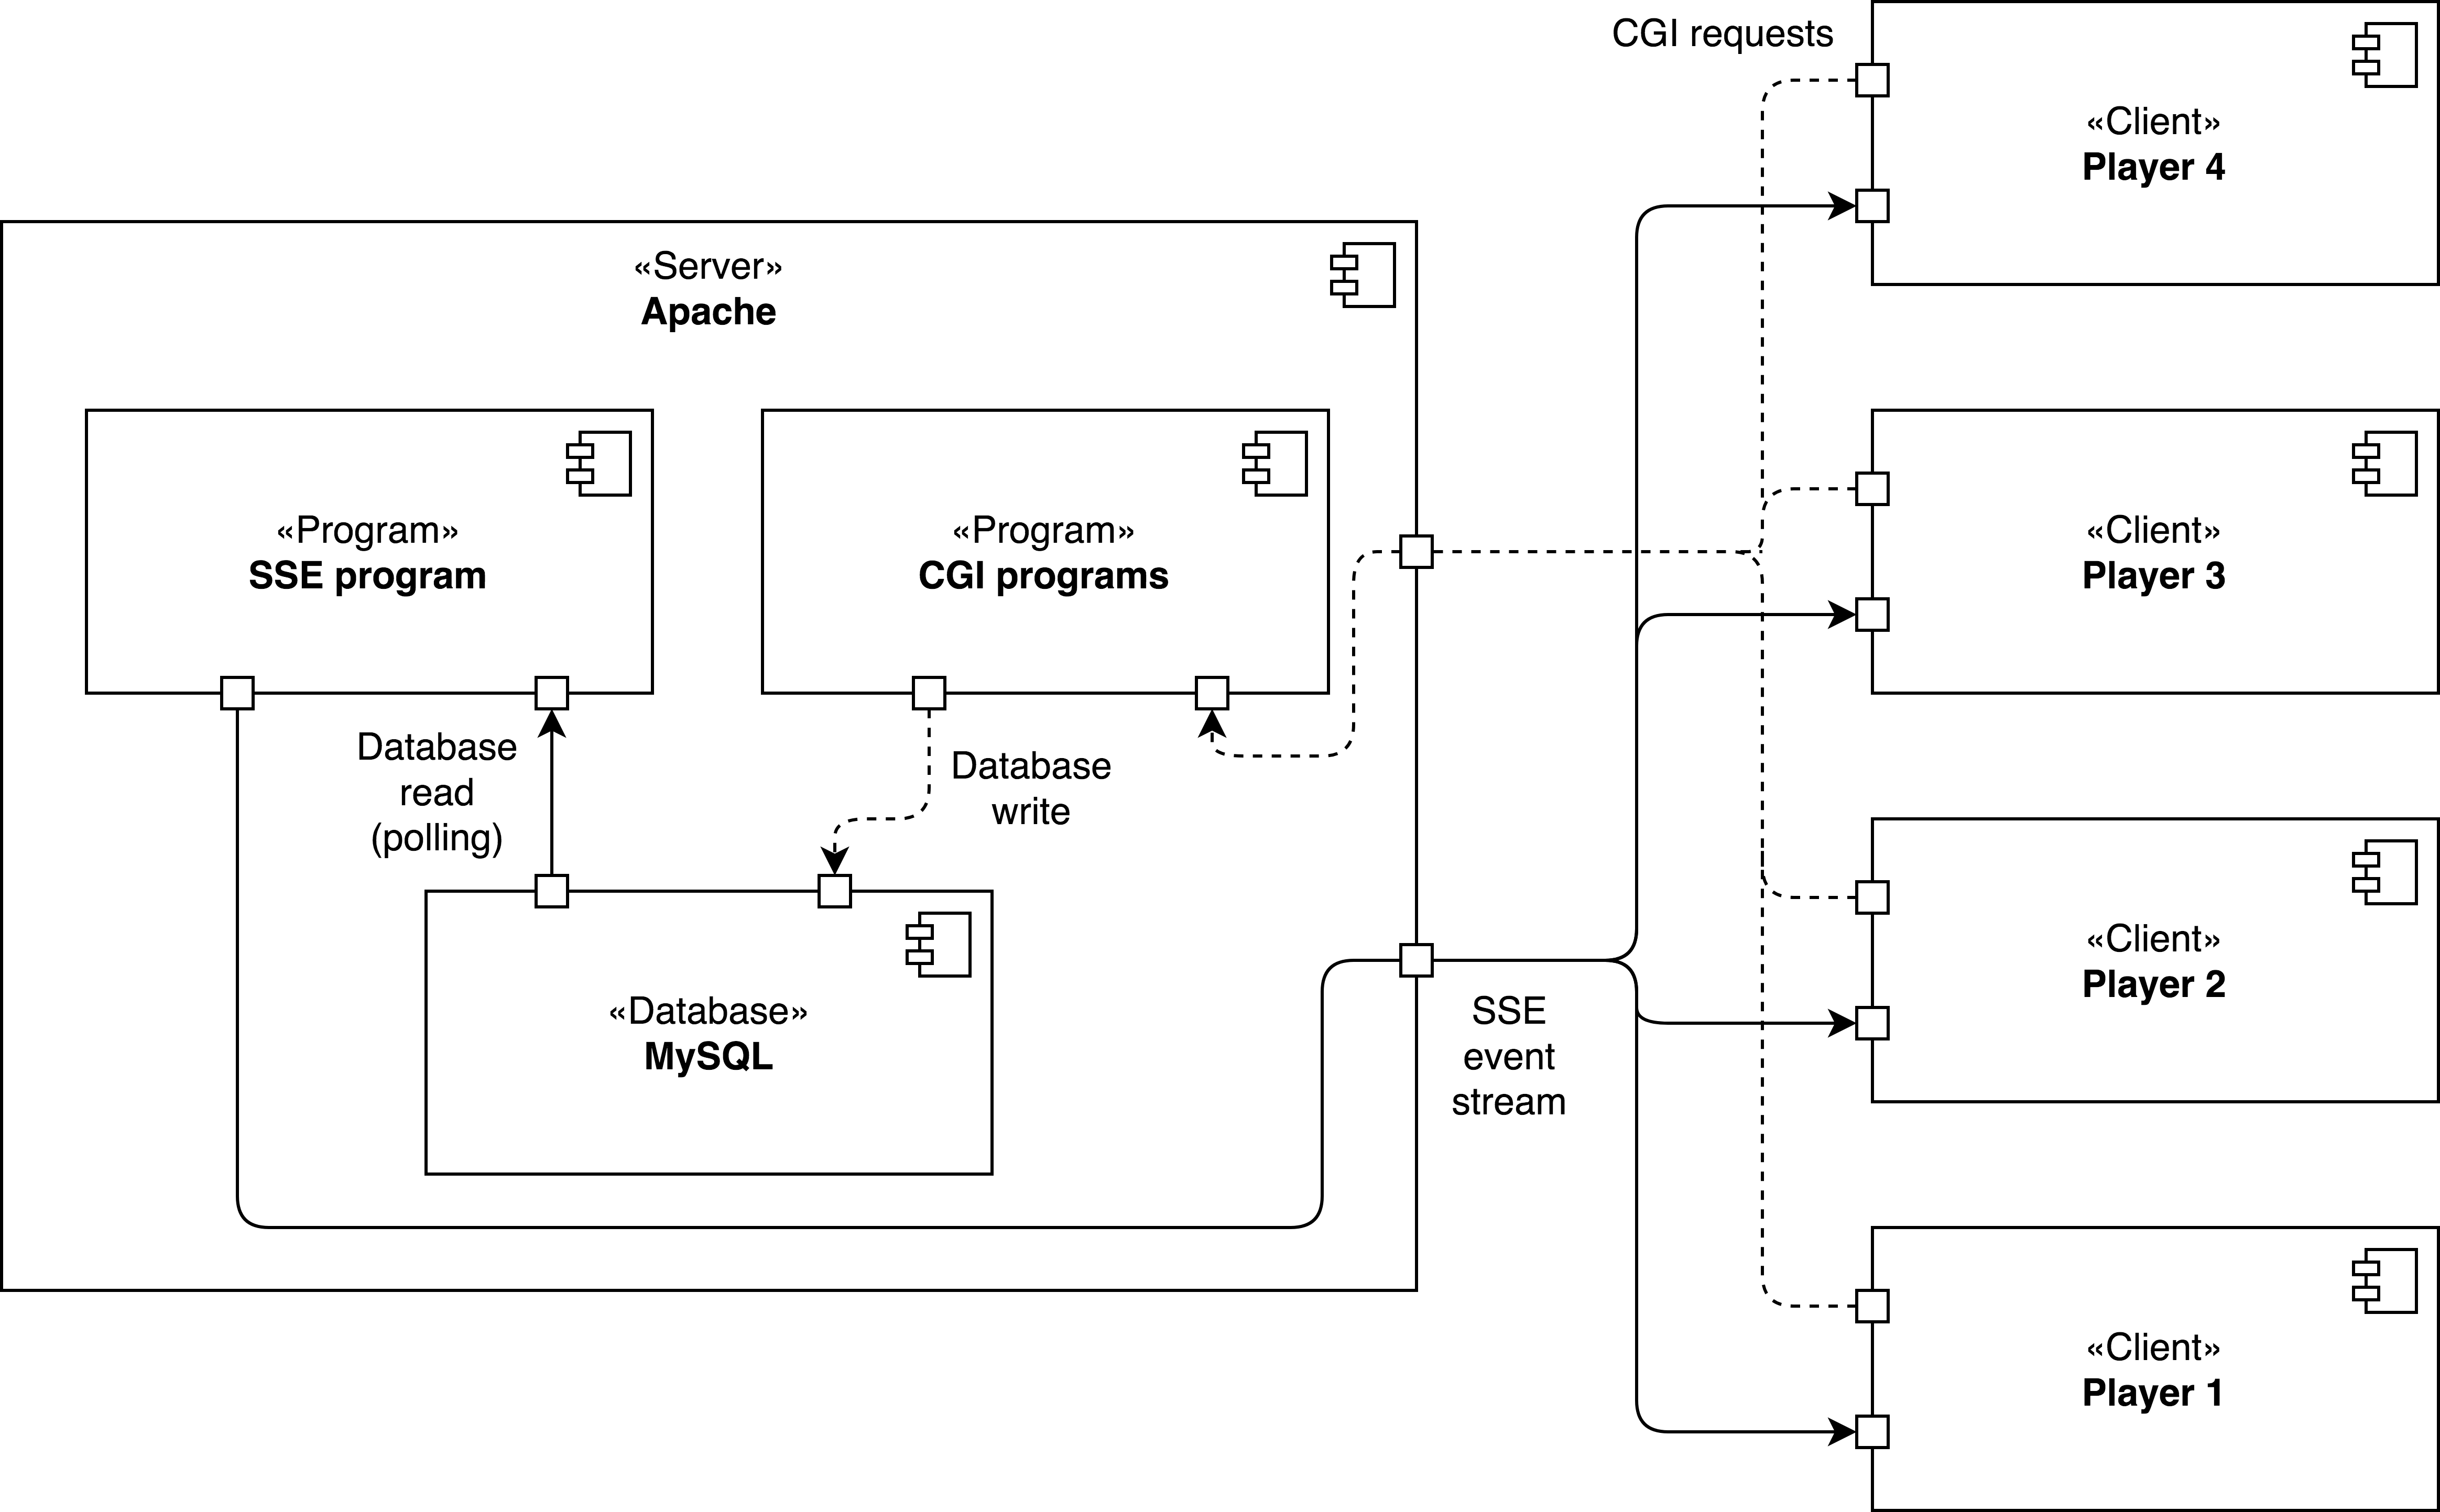 CGI requests
«Client»
Player 4
«Server»
Apache
«Program»
SSE program
«Program»
CGI programs
«Client»
Player 3
Database
read
(polling)
Database
write
«Database»
MySQL
SSE
event
stream
«Client»
Player 2
«Client»
Player 1